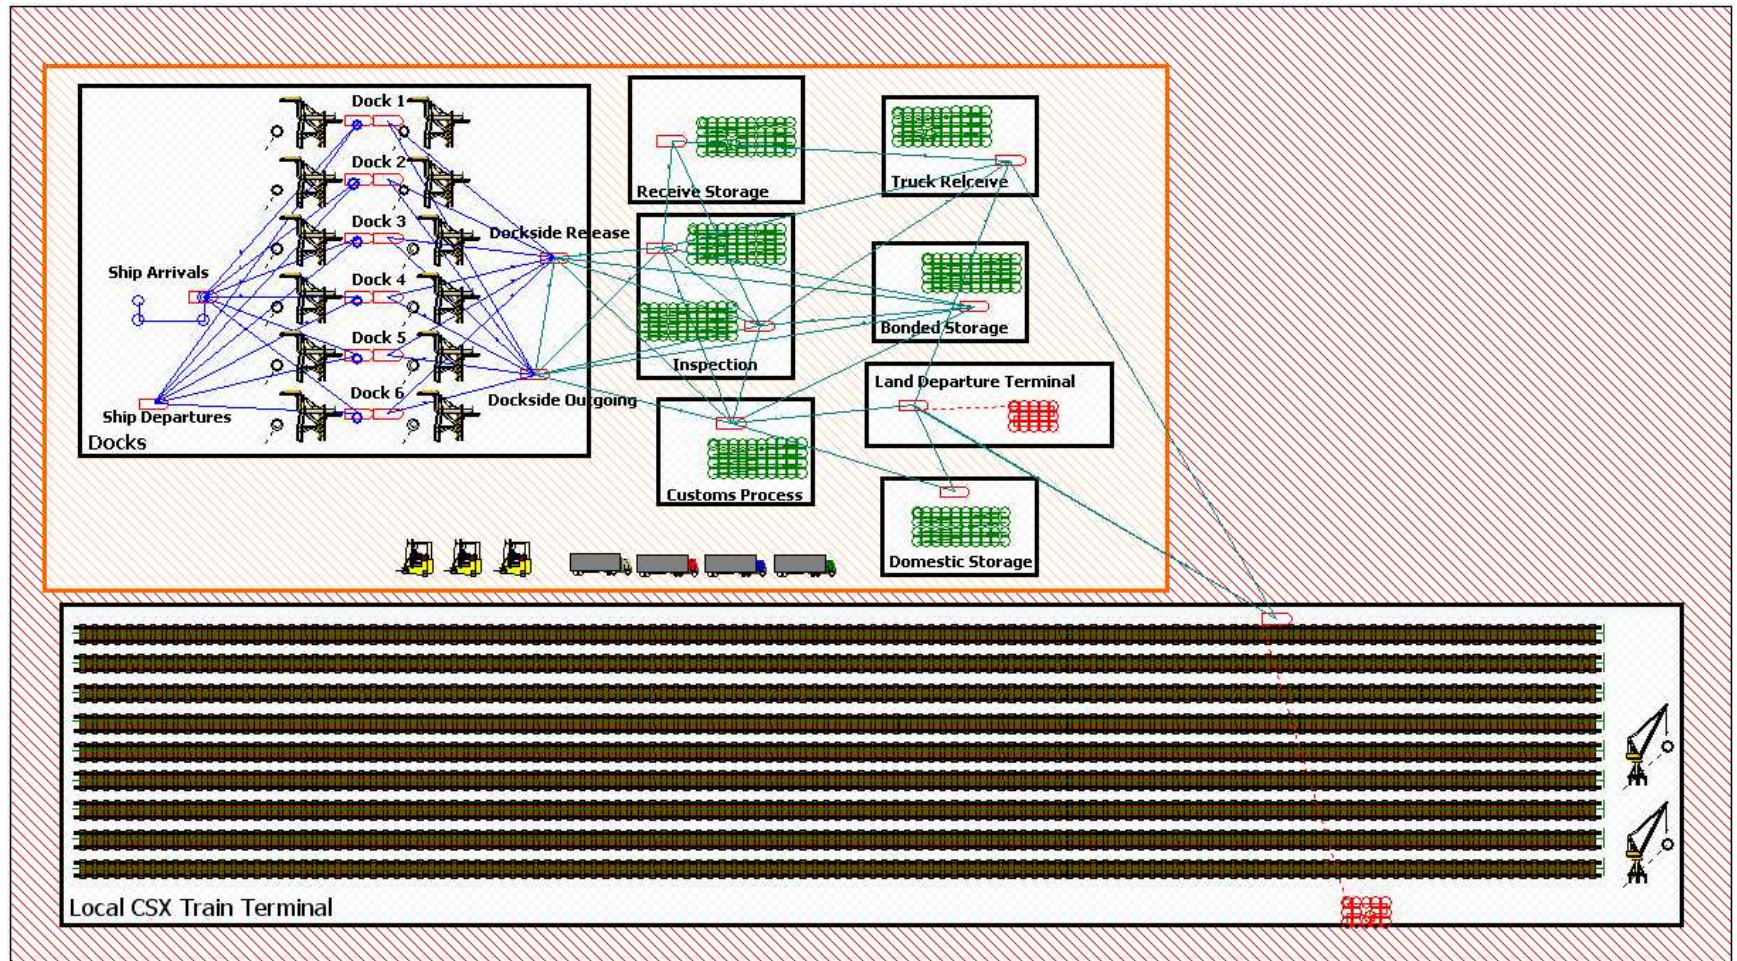 Dock 1
Dock 2
Dock 3
Dock 4
Dock 5
Dock 6
Ship Arrivals
Ship Departures
Docks
Dockside Release
Dockside Outgoing
Receive Storage
Truck Relceive
Inspection
Bonded Storage
Land Departure Terminal
Customs Process
Domestic Storage
Local CSX Train Terminal